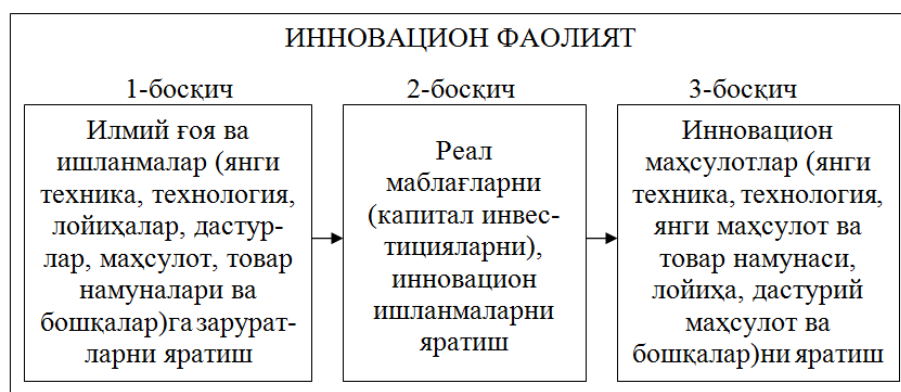 ИННОВАЦИОН ФАОЛИЯТ
1-босқич
Илмий ғоя ва
ишланмалар (янги
техника, технология,
лойиҳалар, дастур-
лар, маҳсулот, товар
намуналари ва
бошқалар)га зарурат-
ларни яратиш
2-босқич
Реал
маблағларни
(капитал инвес-
тицияларни),
инновацион
ишланмаларни
яратиш
3-босқич
Инновацион
маҳсулотлар (янги
техника, технология,
янги маҳсулот ва
товар намунаси,
лойиҳа, дастурий
маҳсулот ва
бошқалар)ни яратиш